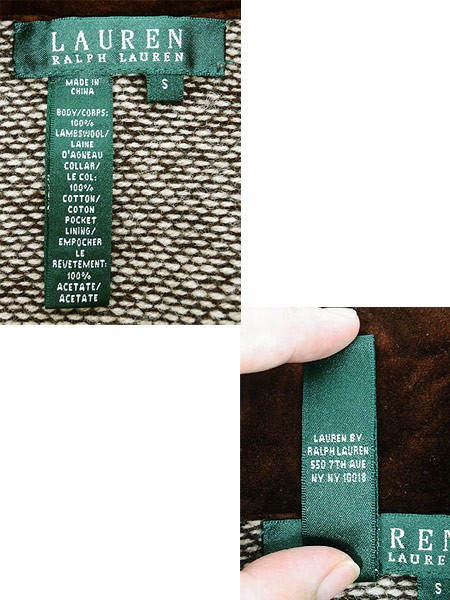 LAUREN
RALPH LAUREN
MADE IN
CHINA
S
BODY/CORPS:
100%
LAMBSWOOL/
LAINE
D'AGNEAU
COLLAR/
LE COL:
100%
COTTON/
COTON
POCKET
LINING/
EMPOCHER
LE
REVETEMENT:
100%
ACETATE/
ACETATE
LAUREN BY
RALPH LAUREN
550 7TH AVE
NY NY 10018
REN
LAURE
S